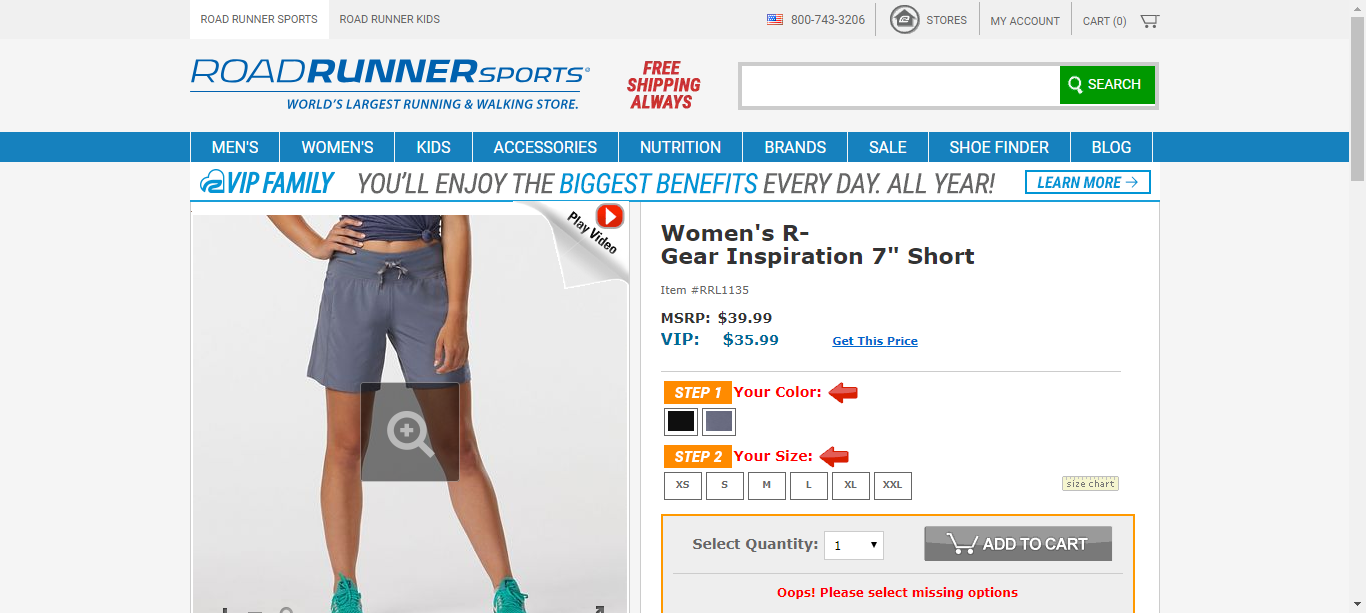 ROAD RUNNER SPORTS
ROAD RUNNER KIDS
800-743-3206
STORES
MY ACCOUNT
CART (0)
ROADRUNNERSPORTS®
WORLD'S LARGEST RUNNING & WALKING STORE.
FREE
SHIPPING
ALWAYS
SEARCH
MEN'S
WOMEN'S
KIDS
ACCESSORIES
NUTRITION
BRANDS
SALE
SHOE FINDER
BLOG
VIP FAMILY
YOU'LL ENJOY THE BIGGEST BENEFITS EVERY DAY. ALL YEAR!
LEARN MORE →
Play Video
Women's R-
Gear Inspiration 7" Short
Item #RRL1135
MSRP: $39.99
VIP: $35.99
Get This Price
STEP 1 Your Color:
STEP 2 Your Size:
XS
S
M
L
XL
XXL
size chart
Select Quantity: 1
ADD TO CART
Oops! Please select missing options